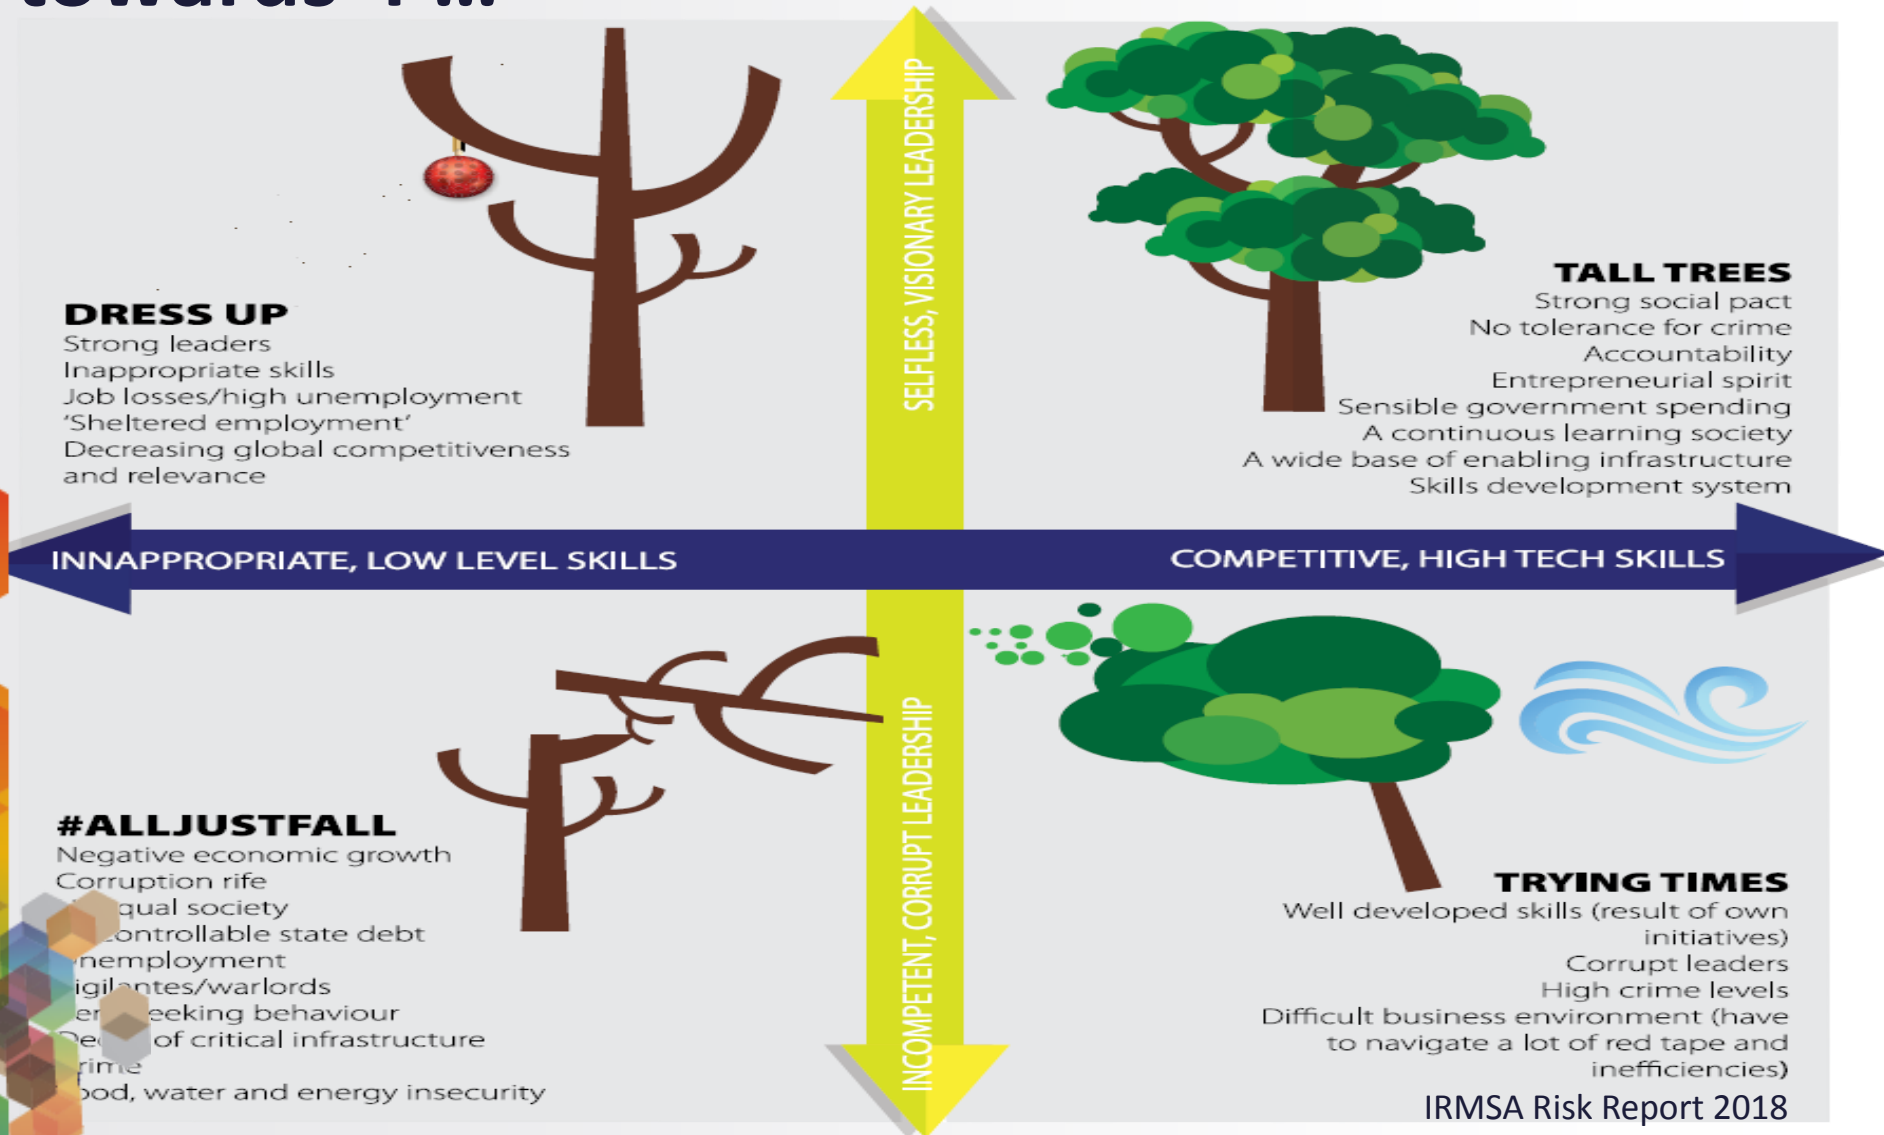 towards
DRESS UP
Strong leaders
Inappropriate skills
Job losses/high unemployment
‘Sheltered employment’
Decreasing global competitiveness
and relevance
SELFLESS, VISIONARY LEADERSHIP
TALL TREES
Strong social pact
No tolerance for crime
Accountability
Entrepreneurial spirit
Sensible government spending
A continuous learning society
A wide base of enabling infrastructure
Skills development system
INNAPPROPRIATE, LOW LEVEL SKILLS
COMPETITIVE, HIGH TECH SKILLS
#ALLJUSTFALL
Negative economic growth
Corruption rife
society
state debt
of critical infrastructure
water and energy insecurity
behaviour
INCOMPETENT, CORRUPT LEADERSHIP
TRYING TIMES
Well developed skills (result of own
initiatives)
Corrupt leaders
High crime levels
Difficult business environment (have
to navigate a lot of red tape and
inefficiencies)
IRMSA Risk Report 2018